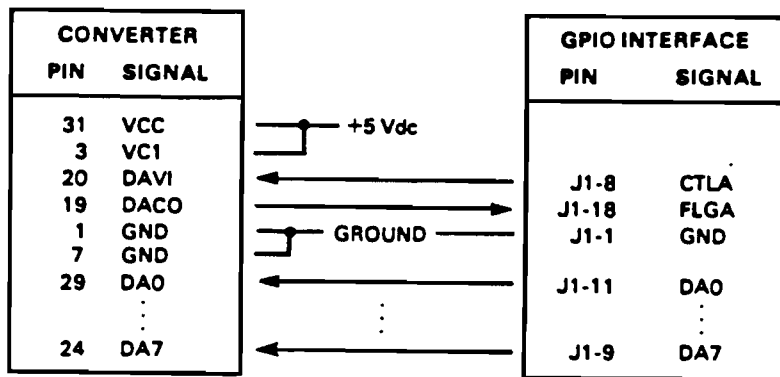 CONVERTER
PIN SIGNAL
31 VCC
3 VC1
20 DAVI
19 DACO
1 GND
7 GND
29 DA0
24 DA7
+5 Vdc
GROUND
GPIO INTERFACE
PIN SIGNAL
J1-8 CTLA
J1-18 FLGA
J1-1 GND
J1-11 DA0
J1-9 DA7